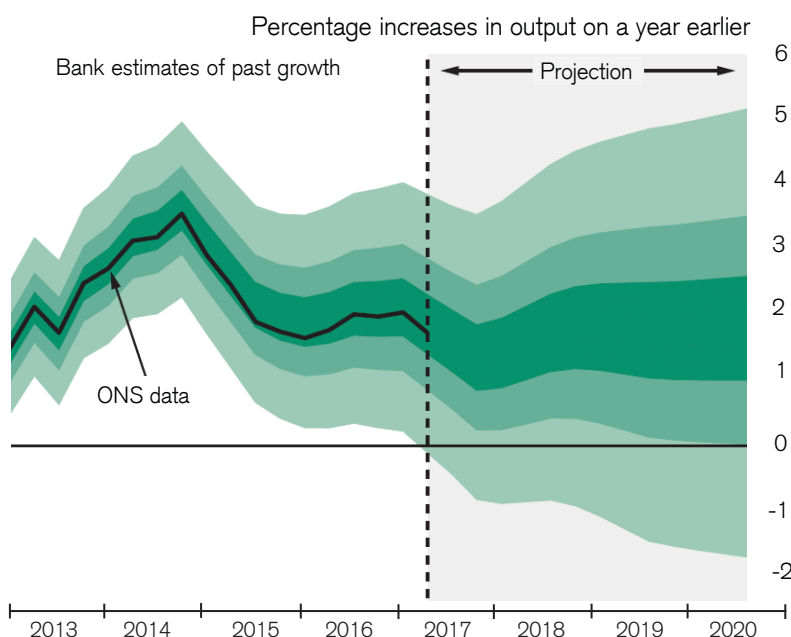 Percentage increases in output on a year earlier
Bank estimates of past growth
Projection
6
5
4
3
2
1
0
-1
-2
ONS data
2013 2014 2015 2016 2017 2018 2019 2020